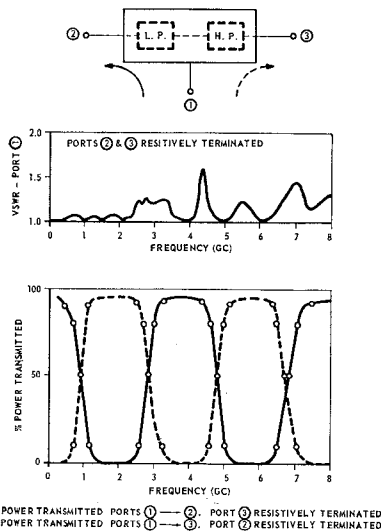 L. P.
H. P.
②
③
①
2.0
PORTS ② & ③ RESITIVELY TERMINATED
VSWR - PORT ①
1.5
1.0
0 1 2 3 4 5 6 7 8
FREQUENCY (GC)
100
% POWER TRANSMITTED
50
0
0 1 2 3 4 5 6 7 8
FREQUENCY (GC)
POWER TRANSMITTED PORTS ① — ②. PORT ③ RESISTIVELY TERMINATED
POWER TRANSMITTED PORTS ① — ③. PORT ② RESISTIVELY TERMINATED